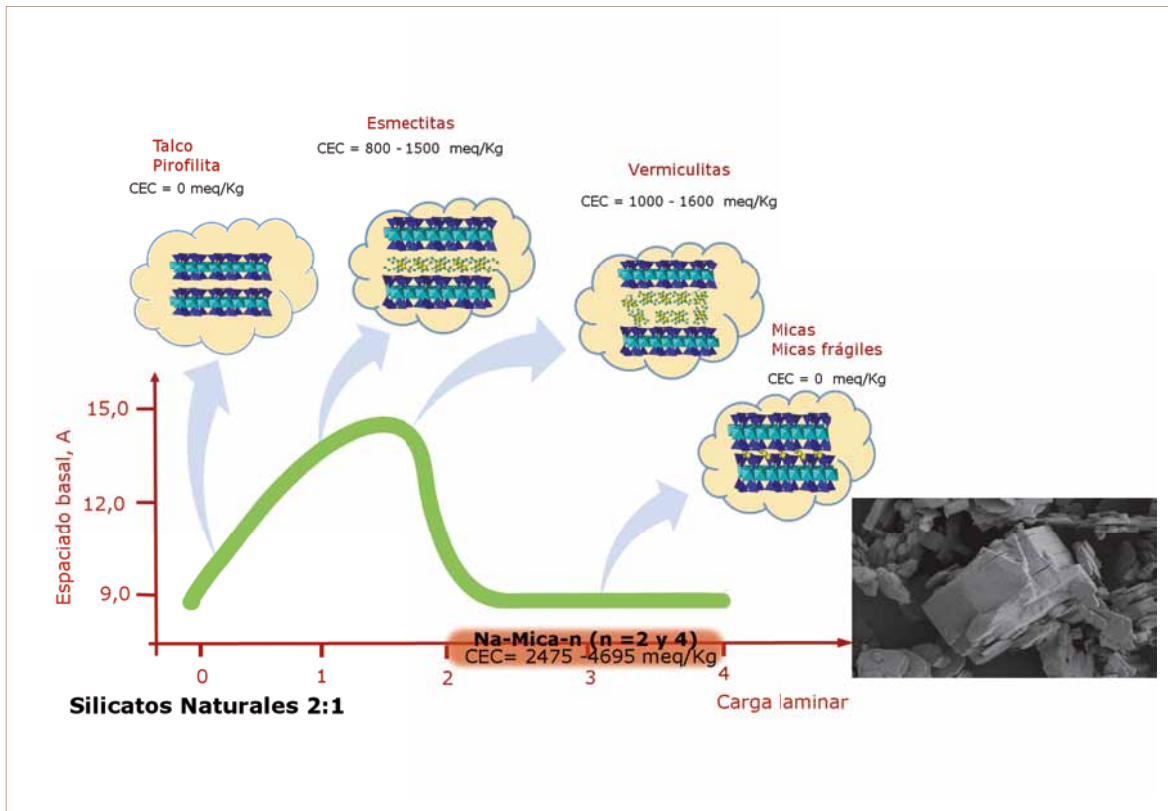 Talco
Pirofilita
CEC = 0 meq/Kg
Esmectitas
CEC = 800 - 1500 meq/Kg
Vermiculitas
CEC = 1000 - 1600 meq/Kg
Micas
Micas frágiles
CEC = 0 meq/Kg
Espaciado basal, A
15,0
12,0
9,0
Na-Mica-n (n =2 y 4)
CEC= 2475 -4695 meq/Kg
0
1
2
3
4
Silicatos Naturales 2:1
Carga laminar